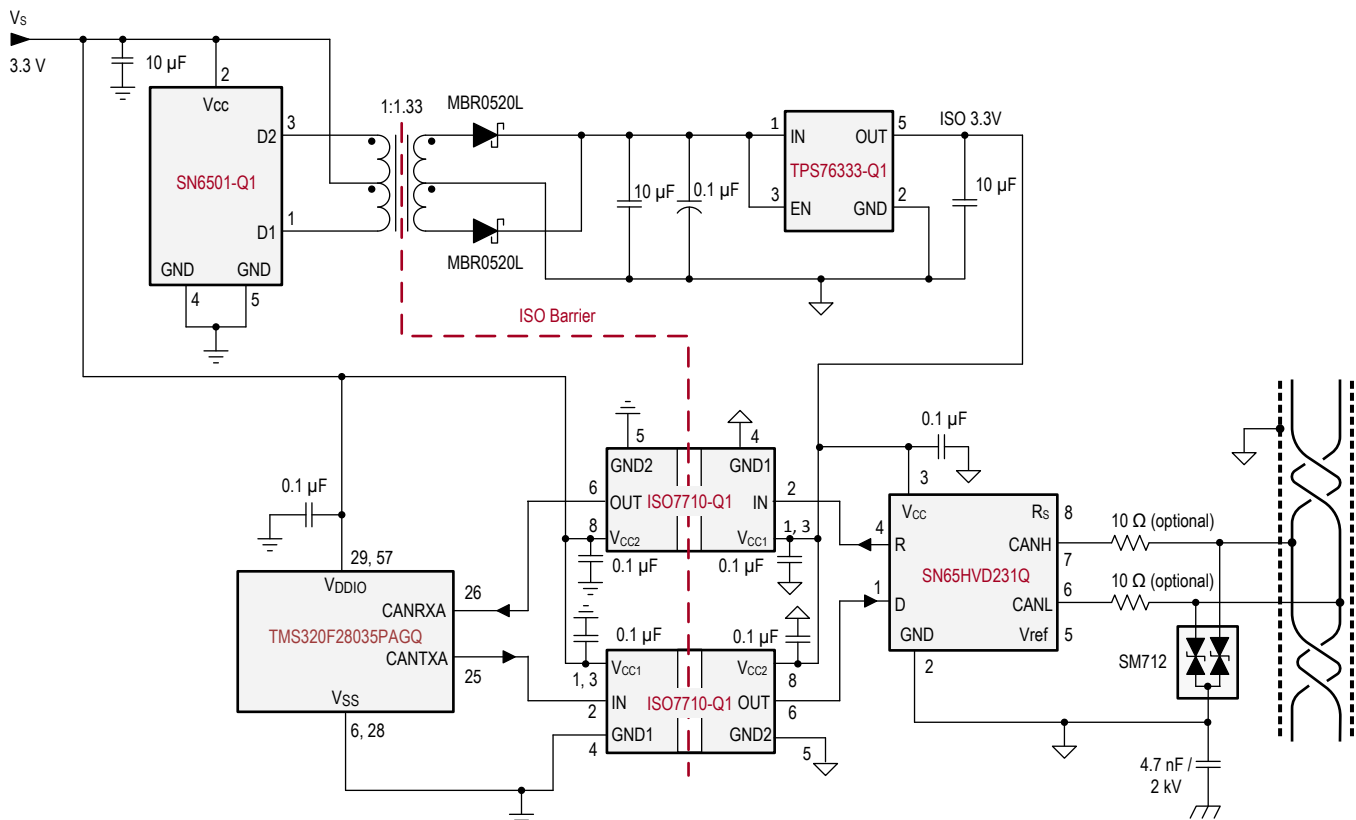 VS
3.3 V
10 µF
2
Vcc
D2
3
SN6501-Q1
D1
1
GND
GND
4
5
1:1.33
MBR0520L
MBR0520L
10 µF
0.1 µF
1
IN
OUT
5
TPS76333-Q1
3
EN
GND
2
ISO 3.3V
10 µF
ISO Barrier
0.1 µF
29, 57
VDDIO
CANRXA
26
TMS320F28035PAGQ
CANTXA
25
VSS
6, 28
5
4
GND2
GND1
6
OUT
ISO7710-Q1
IN
2
8
VCC2
VCC1
1, 3
0.1 µF
0.1 µF
0.1 µF
0.1 µF
1, 3
VCC1
VCC2
8
2
IN
ISO7710-Q1
OUT
6
4
GND1
GND2
5
0.1 µF
3
VCC
RS
8
4
R
CANH
7
SN65HVD231Q
1
D
CANL
6
GND
Vref
5
2
10 Ω (optional)
10 Ω (optional)
SM712
4.7 nF /
2 kV